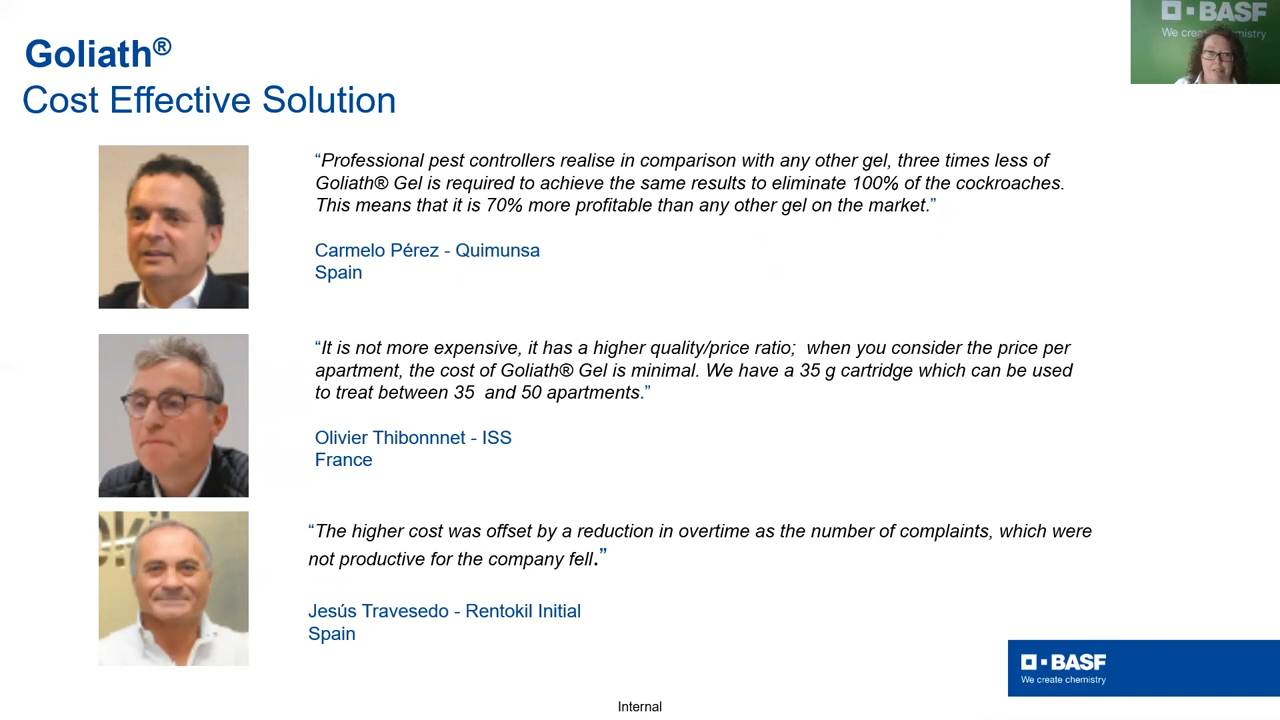 Goliath®
Cost Effective Solution
BASF
We create chemistry
“Professional pest controllers realise in comparison with any other gel, three times less of
Goliath® Gel is required to achieve the same results to eliminate 100% of the cockroaches.
This means that it is 70% more profitable than any other gel on the market.”
Carmelo Pérez - Quimunsa
Spain
“It is not more expensive, it has a higher quality/price ratio;  when you consider the price per
apartment, the cost of Goliath® Gel is minimal. We have a 35 g cartridge which can be used
to treat between 35  and 50 apartments.”
Olivier Thibonnnet - ISS
France
“The higher cost was offset by a reduction in overtime as the number of complaints, which were
not productive for the company fell.”
Jesús Travesedo - Rentokil Initial
Spain
BASF
We create chemistry
Internal